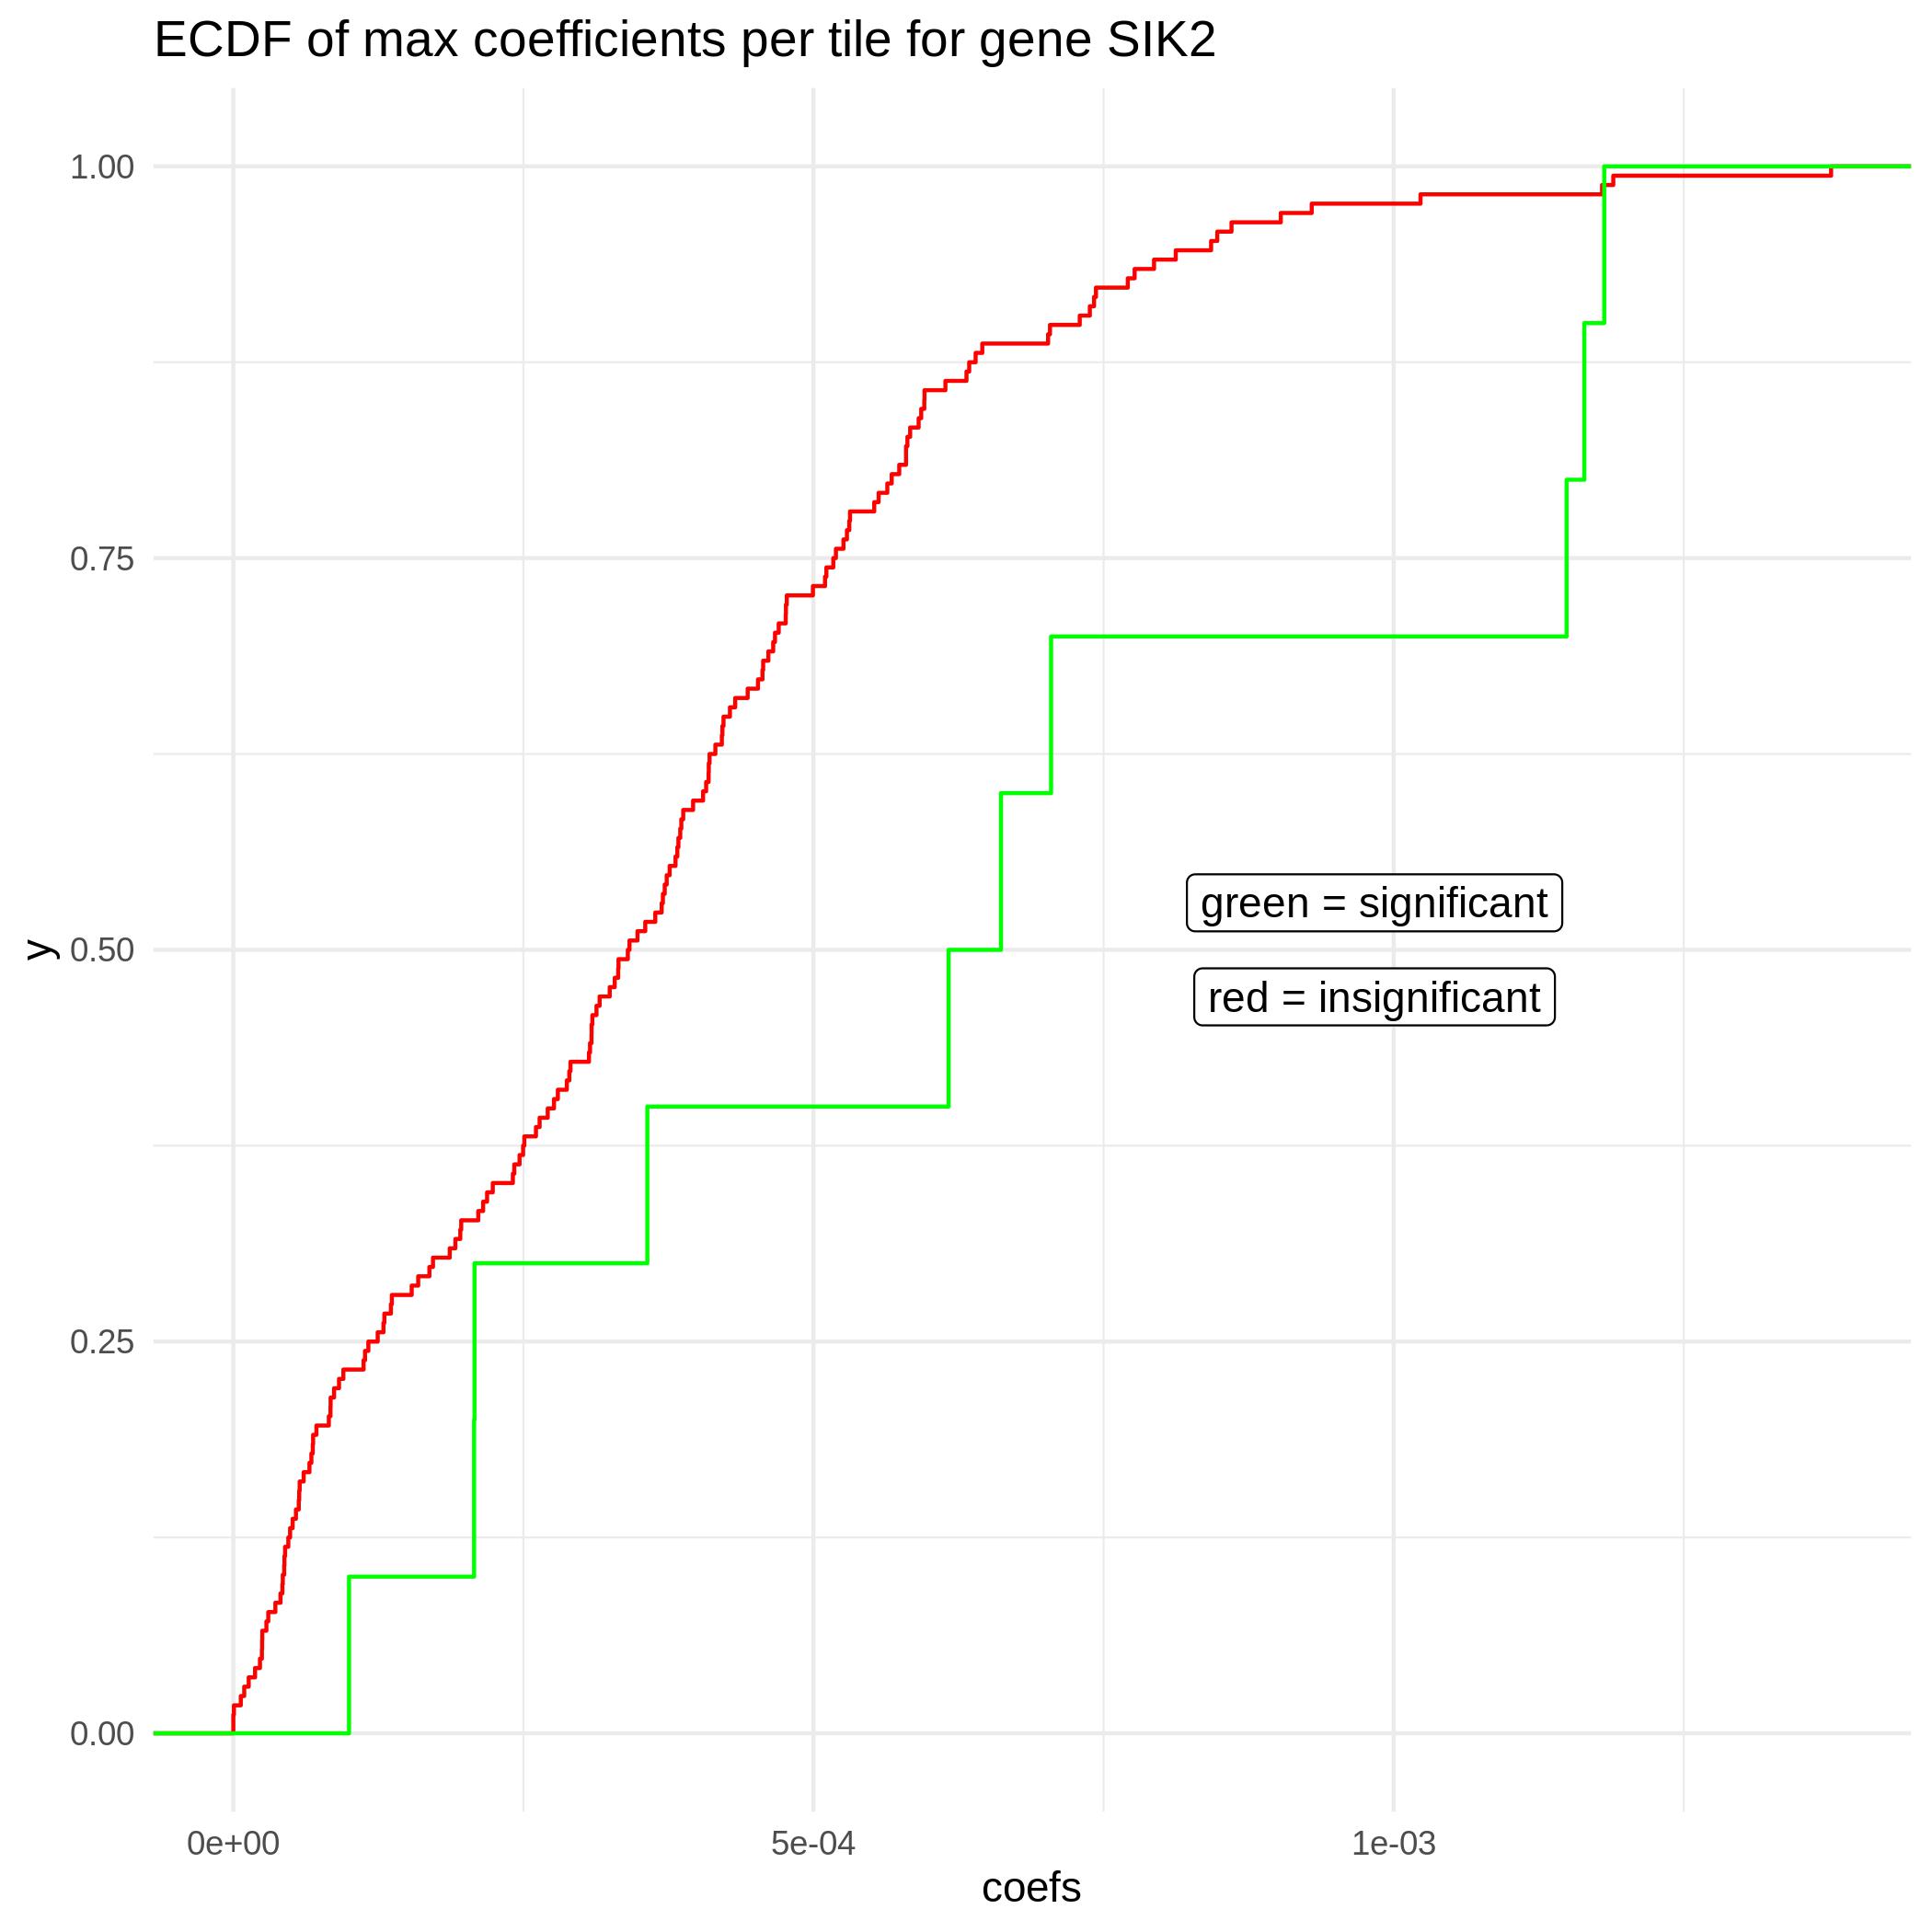 ECDF of max coefficients per tile for gene SIK2
1.00
0.75
0.50
0.25
0.00
y
green = significant
red = insignificant
0e+00
5e-04
1e-03
coefs